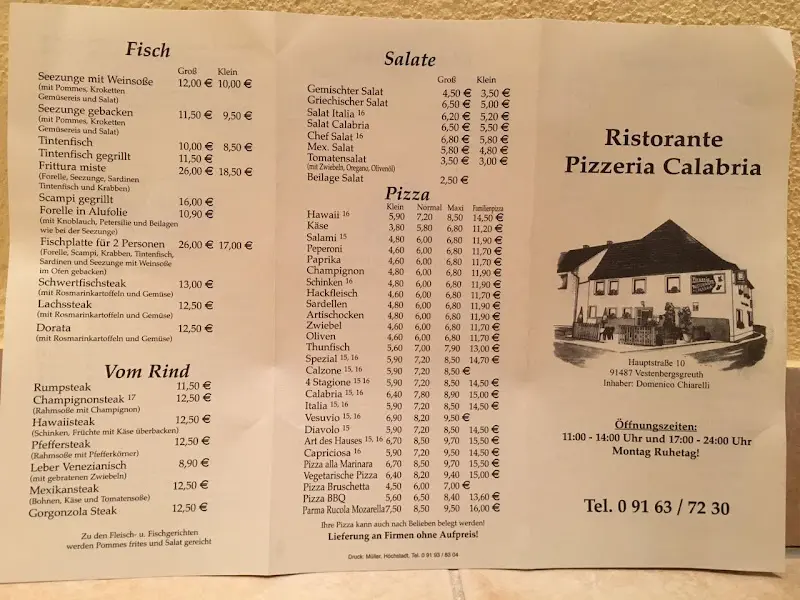 Fisch
Groß Klein
Seezunge mit Weinsoße 12,00 € 10,00 €
(mit Pommes, Kroketten
Gemüsereis und Salat)
Seezunge gebacken 11,50 € 9,50 €
(mit Pommes, Kroketten
Gemüsereis und Salat)
Tintenfisch 10,00 € 8,50 €
Tintenfisch gegrillt 11,50 €
Frittura miste 26,00 € 18,50 €
(Forelle, Seezunge, Sardinen
Tintenfisch und Krabben)
Scampi gegrillt 16,00 €
Forelle in Alufolie 10,90 €
(mit Knoblauch, Petersilie und Beilagen
wie bei der Seezunge)
Fischplatte für 2 Personen 26,00 € 17,00 €
(Forelle, Scampi, Krabben, Tintenfisch,
Sardinen und Seezunge mit Weinsoße
im Ofen gebacken)
Schwertfischsteak 13,00 €
(mit Rosmarinkartoffeln und Gemüse)
Lachssteak 12,50 €
(mit Rosmarinkartoffeln und Gemüse)
Dorata 12,50 €
(mit Rosmarinkartoffeln und Gemüse)
Vom Rind
Rumpsteak 11,50 €
Champignonsteak 17 12,50 €
(Rahmsoße mit Champignon)
Hawaiisteak 12,50 €
(Schinken, Früchte mit Käse überbacken)
Pfeffersteak 12,50 €
(Rahmsoße mit Pfefferkörner)
Leber Venezianisch 8,90 €
(mit gebratenen Zwiebeln)
Mexikansteak 12,50 €
(Bohnen, Käse und Tomatensoße)
Gorgonzola Steak 12,50 €
Zu den Fleisch- u. Fischgerichten
werden Pommes frites und Salat gereicht
Salate
Groß Klein
Gemischter Salat 4,50 € 3,50 €
Griechischer Salat 6,50 € 5,00 €
Salat Italia 16 6,20 € 5,20 €
Salat Calabria 6,50 € 5,50 €
Chef Salat 16 6,80 € 5,80 €
Mex. Salat 5,80 € 4,80 €
Tomatensalat 3,50 € 3,00 €
(mit Zwiebeln, Oregano, Olivenöl)
Beilage Salat 2,50 €
Pizza
Klein Normal Maxi Familienpizza
Hawaii 16 5,90 7,20 8,50 14,50 €
Käse 3,80 5,80 6,80 11,20 €
Salami 15 4,80 6,00 6,80 11,90 €
Peperoni 4,60 6,00 6,80 11,70 €
Paprika 4,60 6,00 6,80 11,70 €
Champignon 4,80 6,00 6,80 11,90 €
Schinken 16 4,80 6,00 6,80 11,90 €
Hackfleisch 4,60 6,00 6,80 11,70 €
Sardellen 4,80 6,00 6,80 11,90 €
Artischocken 4,80 6,00 6,80 11,90 €
Zwiebel 4,60 6,00 6,80 11,70 €
Oliven 4,60 6,00 6,80 11,70 €
Thunfisch 5,60 7,00 7,90 13,00 €
Spezial 15, 16 5,90 7,20 8,50 14,70 €
Calzone 15, 16 5,90 7,20 8,50 €
4 Stagione 15 16 5,90 7,20 8,50 14,50 €
Calabria 15, 16 6,40 7,80 8,90 15,00 €
Italia 15, 16 5,90 7,20 8,50 14,50 €
Vesuvio 15, 16 6,90 8,20 9,50 €
Diavolo 15 5,90 7,20 8,50 14,50 €
Art des Hauses 15, 16 6,70 8,50 9,70 15,50 €
Capriciosa 16 5,90 7,20 9,50 14,50 €
Pizza alla Marinara 6,70 8,50 9,70 15,50 €
Vegetarische Pizza 6,40 8,20 9,40 15,00 €
Pizza Bruschetta 4,50 6,00 7,00 €
Pizza BBQ 5,60 6,50 8,40 13,60 €
Parma Rucola Mozarella 7,50 8,50 9,50 16,00 €
Ihre Pizza kann auch nach Belieben belegt werden!
Lieferung an Firmen ohne Aufpreis!
Druck: Müller, Höchstadt, Tel. 0 91 93 / 83 04
Ristorante
Pizzeria Calabria
Hauptstraße 10
91487 Vestenbergsgreuth
Inhaber: Domenico Chiarelli
Öffnungszeiten:
11:00 - 14:00 Uhr und 17:00 - 24:00 Uhr
Montag Ruhetag!
Tel. 0 91 63 / 72 30